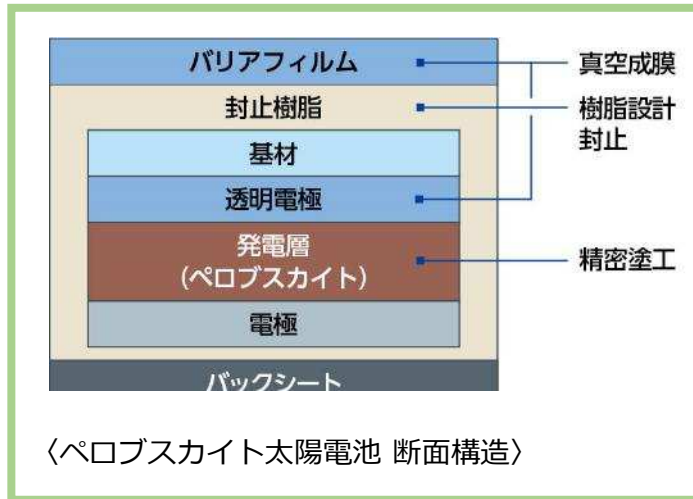 バリアフィルム
真空成膜
封止樹脂
樹脂設計
封止
基材
透明電極
発電層
(ペロブスカイト)
精密塗工
電極
バックシート
〈ペロブスカイト太陽電池 断面構造〉